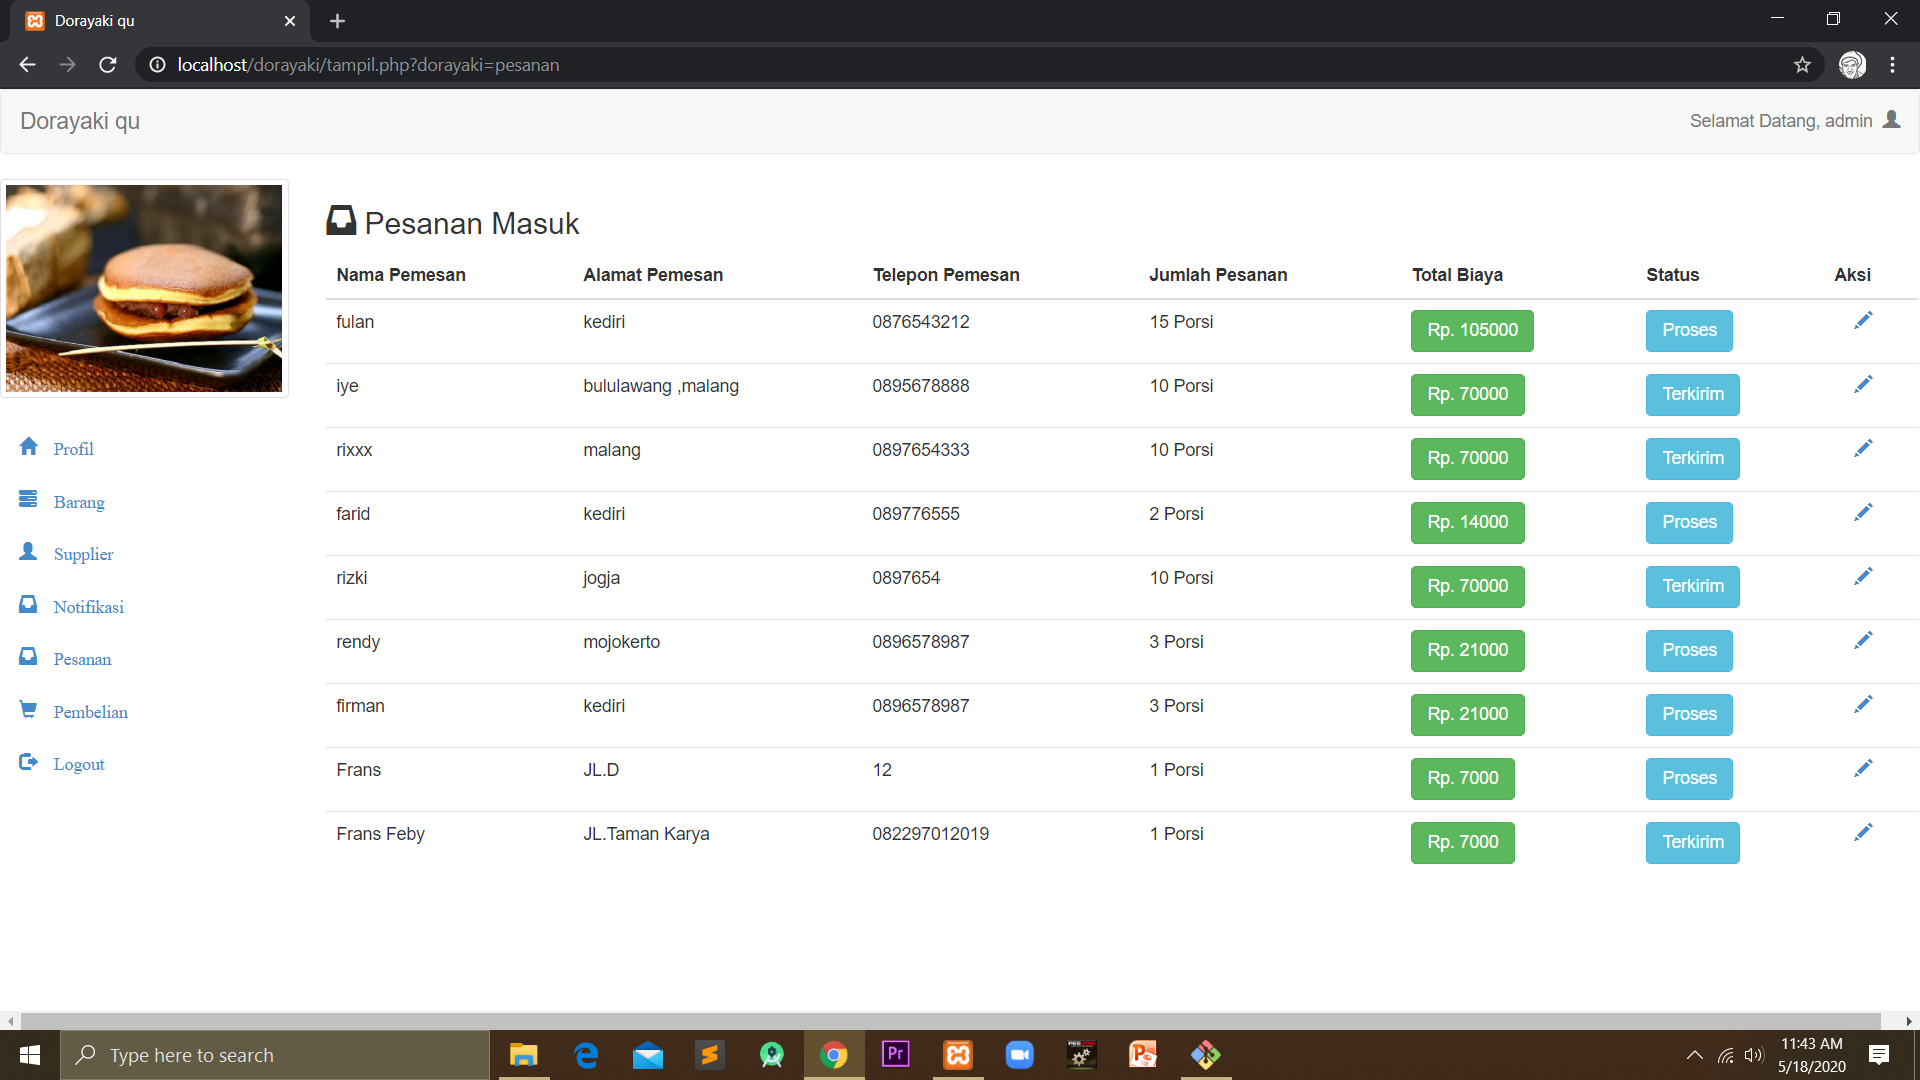 Dorayaki qu
localhost/dorayaki/tampil.php?dorayaki=pesanan
Dorayaki qu
Selamat Datang, admin
Pesanan Masuk
Nama Pemesan Alamat Pemesan Telepon Pemesan Jumlah Pesanan Total Biaya Status Aksi
fulan kediri 0876543212 15 Porsi Rp. 105000 Proses
iye bululawang ,malang 0895678888 10 Porsi Rp. 70000 Terkirim
rixxx malang 0897654333 10 Porsi Rp. 70000 Terkirim
farid kediri 089776555 2 Porsi Rp. 14000 Proses
rizki jogja 0897654 10 Porsi Rp. 70000 Terkirim
rendy mojokerto 0896578987 3 Porsi Rp. 21000 Proses
firman kediri 0896578987 3 Porsi Rp. 21000 Proses
Frans JL.D 12 1 Porsi Rp. 7000 Proses
Frans Feby JL.Taman Karya 082297012019 1 Porsi Rp. 7000 Terkirim
Profil
Barang
Supplier
Notifikasi
Pesanan
Pembelian
Logout
Type here to search
Pr
11:43 AM
5/18/2020